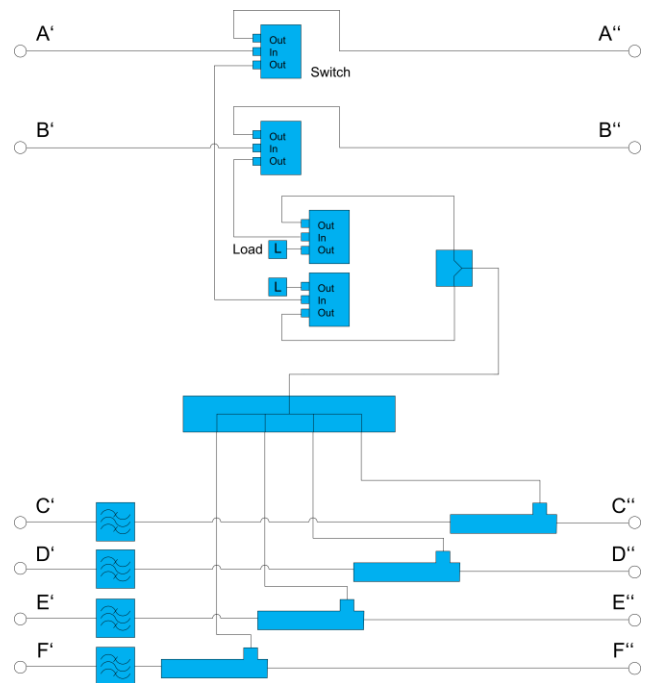 A‘ A“
Out
In
Out
Switch
B‘ B“
Out
In
Out
Out
In
Out
Load L
L
Out
In
Out
C‘ C“
D‘ D“
E‘ E“
F‘ F“